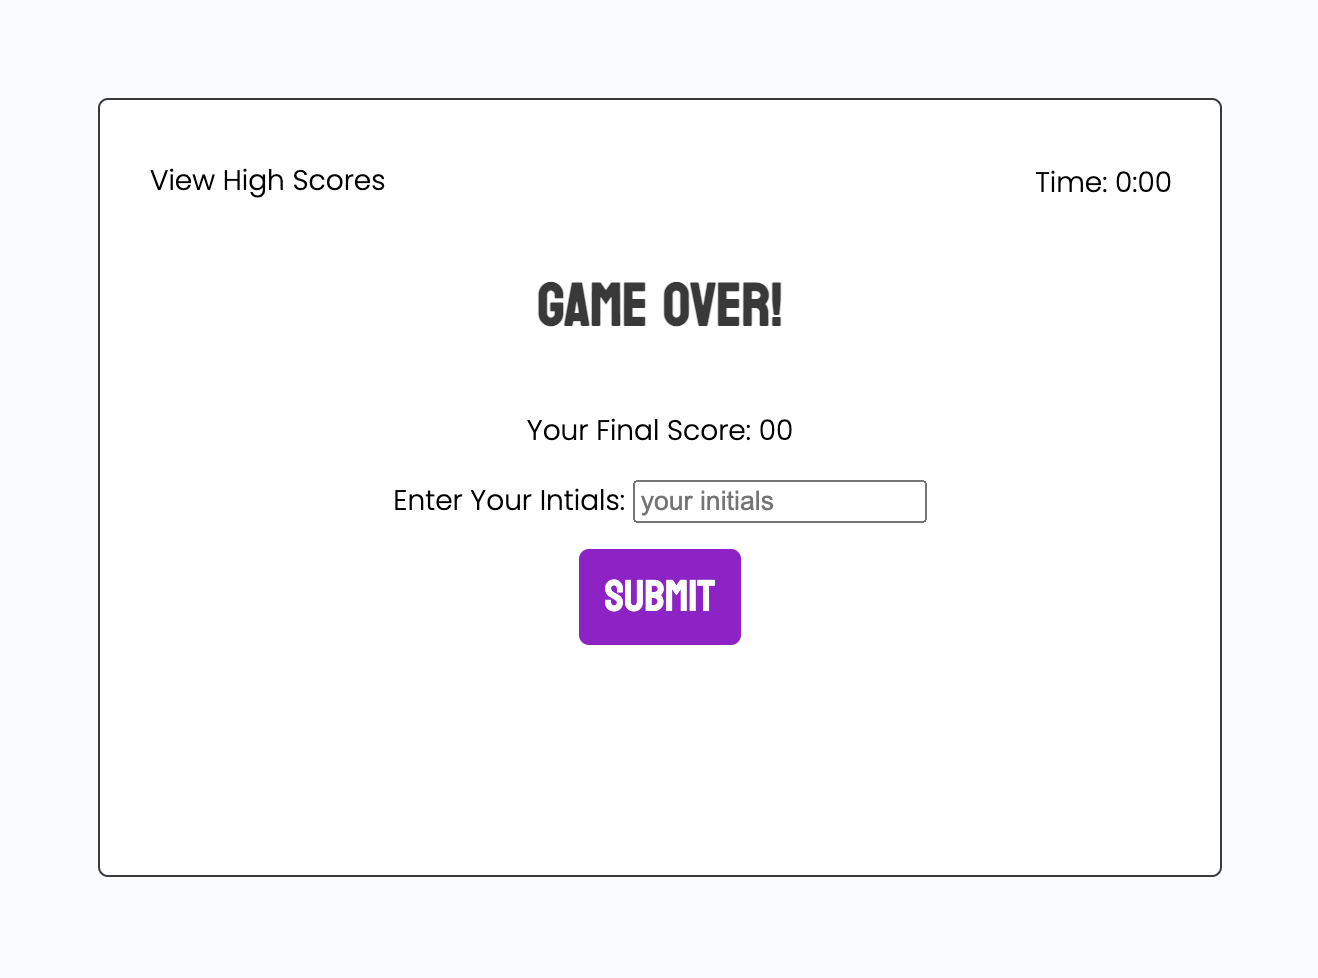 View High Scores
Time: 0:00
GAME OVER!
Your Final Score: 00
Enter Your Intials: your initials
SUBMIT